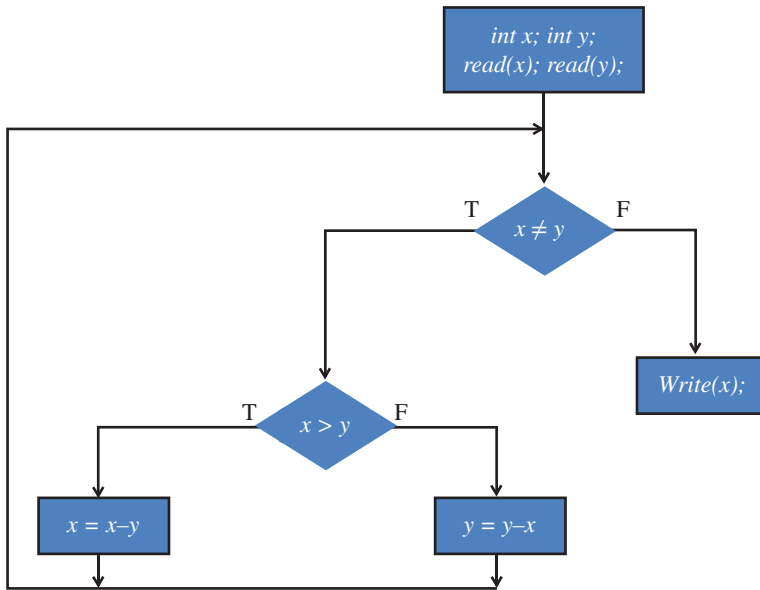 int x; int y;
read(x); read(y);
T
F
x ≠ y
Write(x);
T
F
x > y
x = x–y
y = y–x